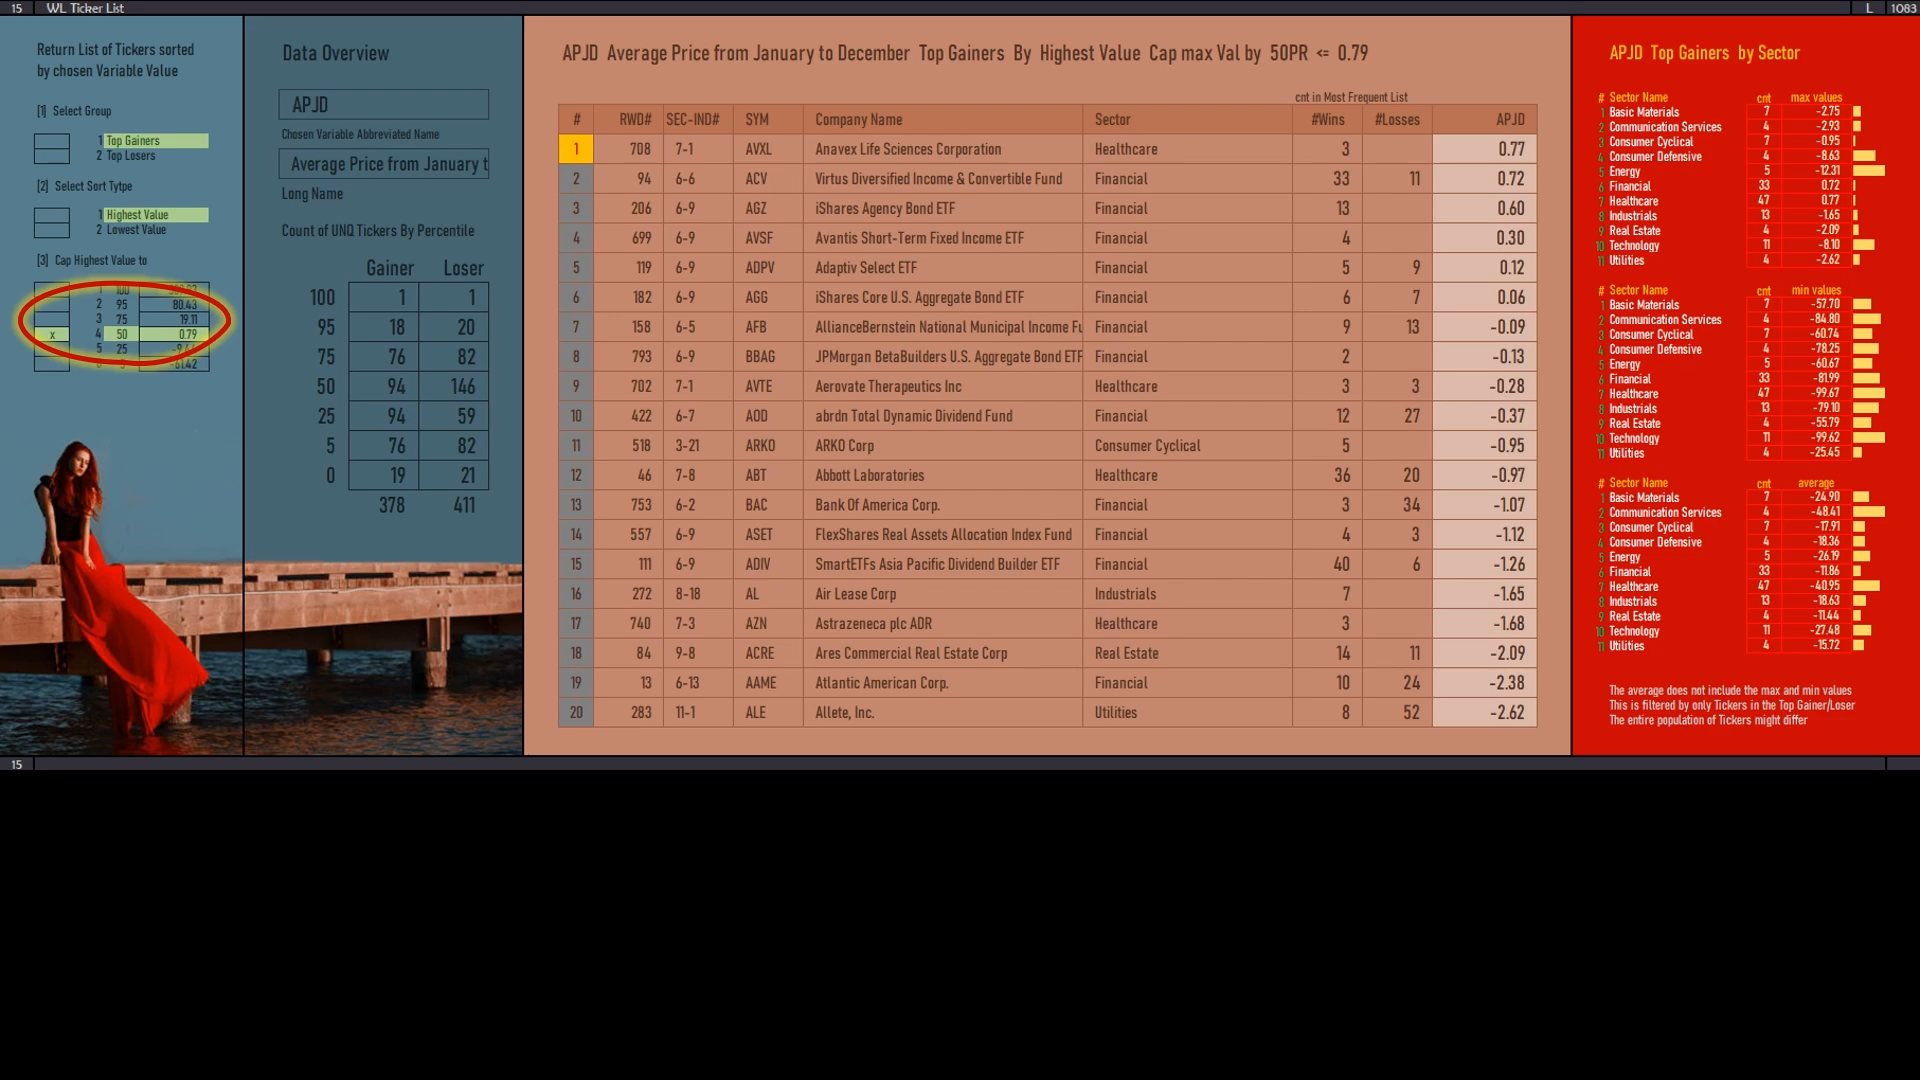 15 WL Ticker List L 1083
Return List of Tickers sorted
by chosen Variable Value
[1] Select Group
1 Top Gainers
2 Top Losers
[2] Select Sort Tytpe
1 Highest Value
2 Lowest Value
[3] Cap Highest Value to
1 100
2 95 80.43
3 75 19.11
x 4 50 0.79
5 25
-61.42
Data Overview
APJD
Chosen Variable Abbreviated Name
Average Price from January t
Long Name
Count of UNQ Tickers By Percentile
Gainer Loser
100 1 1
95 18 20
75 76 82
50 94 146
25 94 59
5 76 82
0 19 21
378 411
APJD Average Price from January to December Top Gainers By Highest Value Cap max Val by 50PR <= 0.79
cnt in Most Frequent List
# RWD# SEC-IND# SYM Company Name Sector #Wins #Losses APJD
1 708 7-1 AVXL Anavex Life Sciences Corporation Healthcare 3 0.77
2 94 6-6 ACV Virtus Diversified Income & Convertible Fund Financial 33 11 0.72
3 206 6-9 AGZ iShares Agency Bond ETF Financial 13 0.60
4 699 6-9 AVSF Avantis Short-Term Fixed Income ETF Financial 4 0.30
5 119 6-9 ADPV Adaptiv Select ETF Financial 5 9 0.12
6 182 6-9 AGG iShares Core U.S. Aggregate Bond ETF Financial 6 7 0.06
7 158 6-5 AFB AllianceBernstein National Municipal Income Fu Financial 9 13 -0.09
8 793 6-9 BBAG JPMorgan BetaBuilders U.S. Aggregate Bond ETF Financial 2 -0.13
9 702 7-1 AVTE Aerovate Therapeutics Inc Healthcare 3 3 -0.28
10 422 6-7 AOD abrdn Total Dynamic Dividend Fund Financial 12 27 -0.37
11 518 3-21 ARKO ARKO Corp Consumer Cyclical 5 -0.95
12 46 7-8 ABT Abbott Laboratories Healthcare 36 20 -0.97
13 753 6-2 BAC Bank Of America Corp. Financial 3 34 -1.07
14 557 6-9 ASET FlexShares Real Assets Allocation Index Fund Financial 4 3 -1.12
15 111 6-9 ADIV SmartETFs Asia Pacific Dividend Builder ETF Financial 40 6 -1.26
16 272 8-18 AL Air Lease Corp Industrials 7 -1.65
17 740 7-3 AZN Astrazeneca plc ADR Healthcare 3 -1.68
18 84 9-8 ACRE Ares Commercial Real Estate Corp Real Estate 14 11 -2.09
19 13 6-13 AAME Atlantic American Corp. Financial 10 24 -2.38
20 283 11-1 ALE Allete, Inc. Utilities 8 52 -2.62
APJD Top Gainers by Sector
# Sector Name cnt max values
1 Basic Materials 7 -2.75
2 Communication Services 4 -2.93
3 Consumer Cyclical 7 -0.95
4 Consumer Defensive 4 -8.63
5 Energy 5 -12.31
6 Financial 33 0.72
7 Healthcare 47 0.77
8 Industrials 13 -1.65
9 Real Estate 4 -2.09
10 Technology 11 -8.10
11 Utilities 4 -2.62
# Sector Name cnt min values
1 Basic Materials 7 -57.70
2 Communication Services 4 -84.80
3 Consumer Cyclical 7 -60.74
4 Consumer Defensive 4 -78.25
5 Energy 5 -60.67
6 Financial 33 -81.99
7 Healthcare 47 -99.67
8 Industrials 13 -79.10
9 Real Estate 4 -55.79
10 Technology 11 -99.62
11 Utilities 4 -25.45
# Sector Name cnt average
1 Basic Materials 7 -24.90
2 Communication Services 4 -48.41
3 Consumer Cyclical 7 -17.91
4 Consumer Defensive 4 -18.36
5 Energy 5 -26.19
6 Financial 33 -11.86
7 Healthcare 47 -40.95
8 Industrials 13 -18.63
9 Real Estate 4 -11.44
10 Technology 11 -27.48
11 Utilities 4 -15.72
The average does not include the max and min values
This is filtered by only Tickers in the Top Gainer/Loser
The entire population of Tickers might differ
15